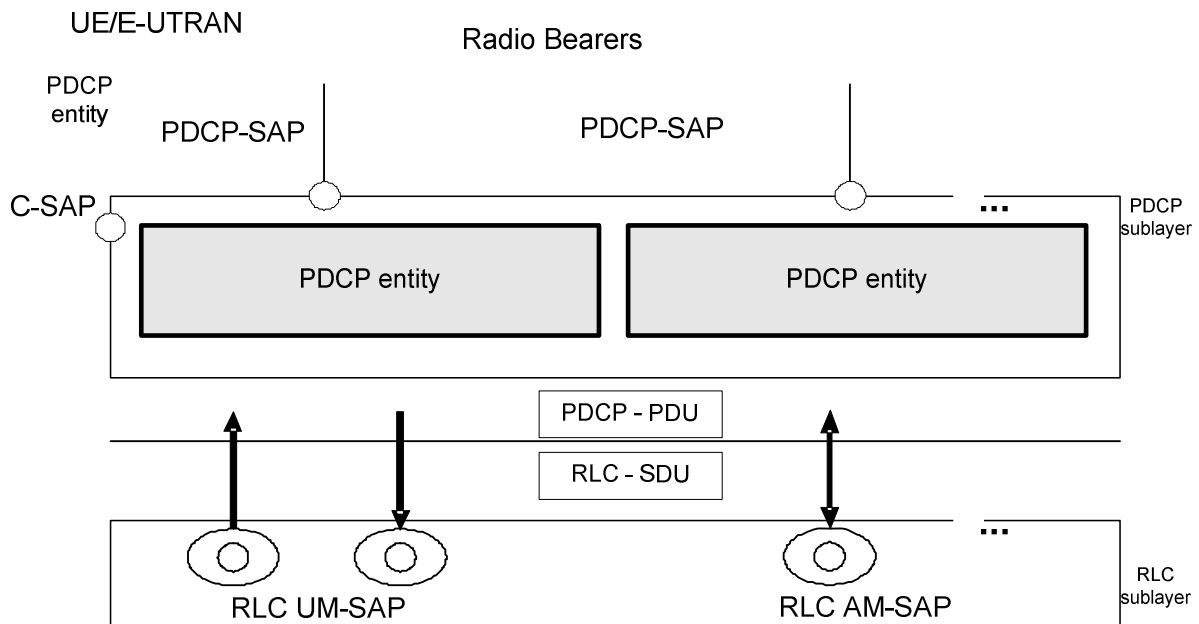 UE/E-UTRAN
Radio Bearers
PDCP
entity
PDCP-SAP
PDCP-SAP
C-SAP
...
PDCP
sublayer
PDCP entity
PDCP entity
PDCP - PDU
RLC - SDU
...
RLC UM-SAP
RLC AM-SAP
RLC
sublayer